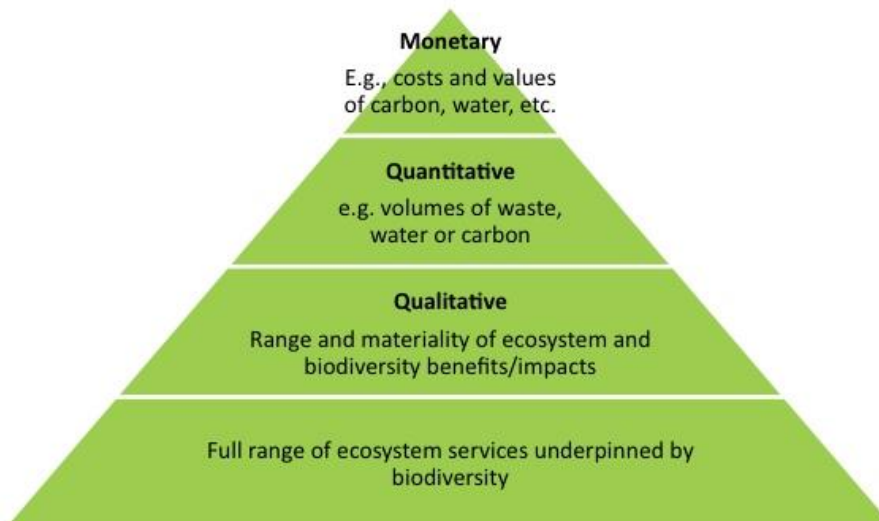 Monetary
E.g., costs and values
of carbon, water, etc.
Quantitative
e.g. volumes of waste,
water or carbon
Qualitative
Range and materiality of ecosystem and
biodiversity benefits/impacts
Full range of ecosystem services underpinned by
biodiversity